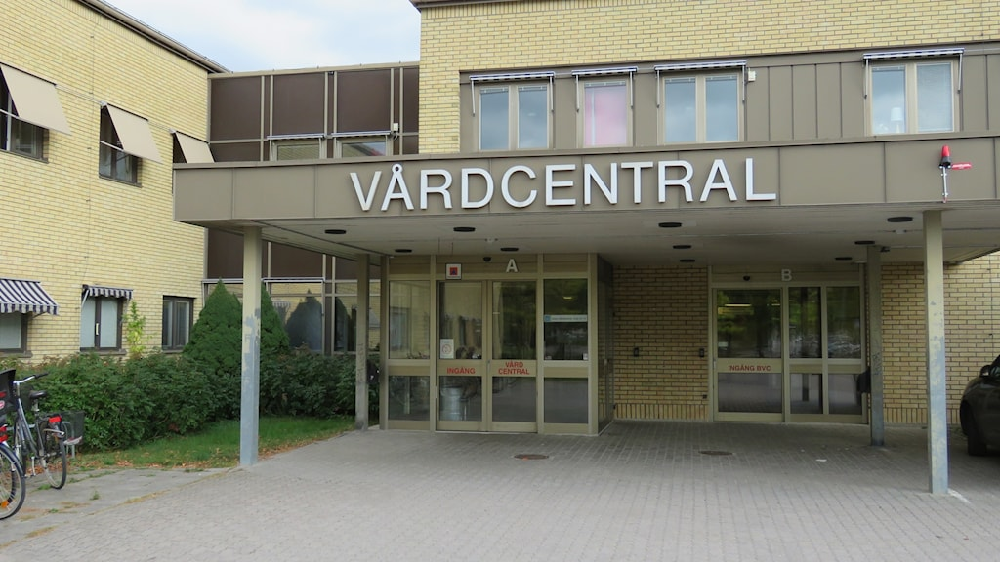 VÅRDCENTRAL
A
B
INGÅNG
VÅRD
CENTRAL
INGÅNG BVC